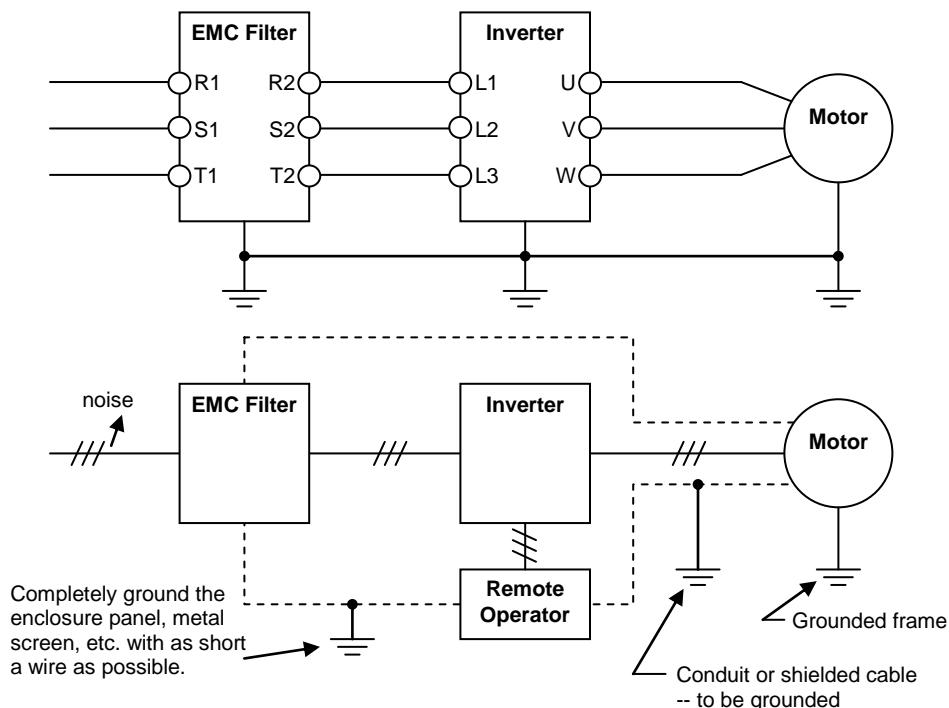 EMC Filter
Inverter
R1
R2
L1
U
S1
S2
L2
V
Motor
T1
T2
L3
W
noise
EMC Filter
Inverter
Motor
Completely ground the
enclosure panel, metal
screen, etc. with as short
a wire as possible.
Remote
Operator
Grounded frame
Conduit or shielded cable
-- to be grounded